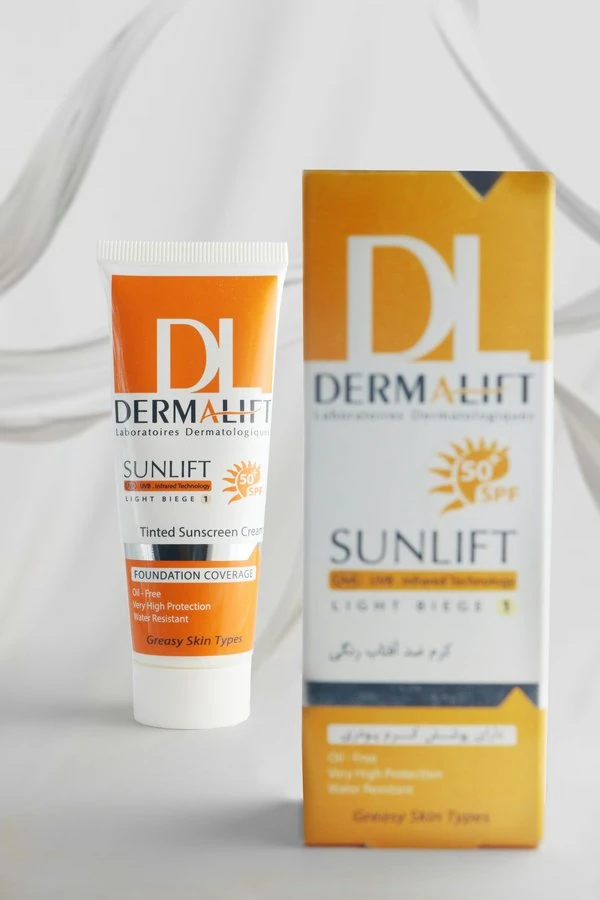 DL
DERMALIFT
Laboratoires Dermatologiques
SUNLIFT
UVA . UVB . Infrared Technology
LIGHT BIEGE 1
50+
SPF
Tinted Sunscreen Cream
FOUNDATION COVERAGE
Oil - Free
Very High Protection
Water Resistant
Greasy Skin Types
DL
DERMALIFT
Laboratoires Dermatologiques
50+
SPF
SUNLIFT
UVA . UVB . Infrared Technology
LIGHT BIEGE 1
کرم ضد آفتاب رنگی
دارای پوشش کرم پودری
Oil - Free
Very High Protection
Water Resistant
Greasy Skin Types